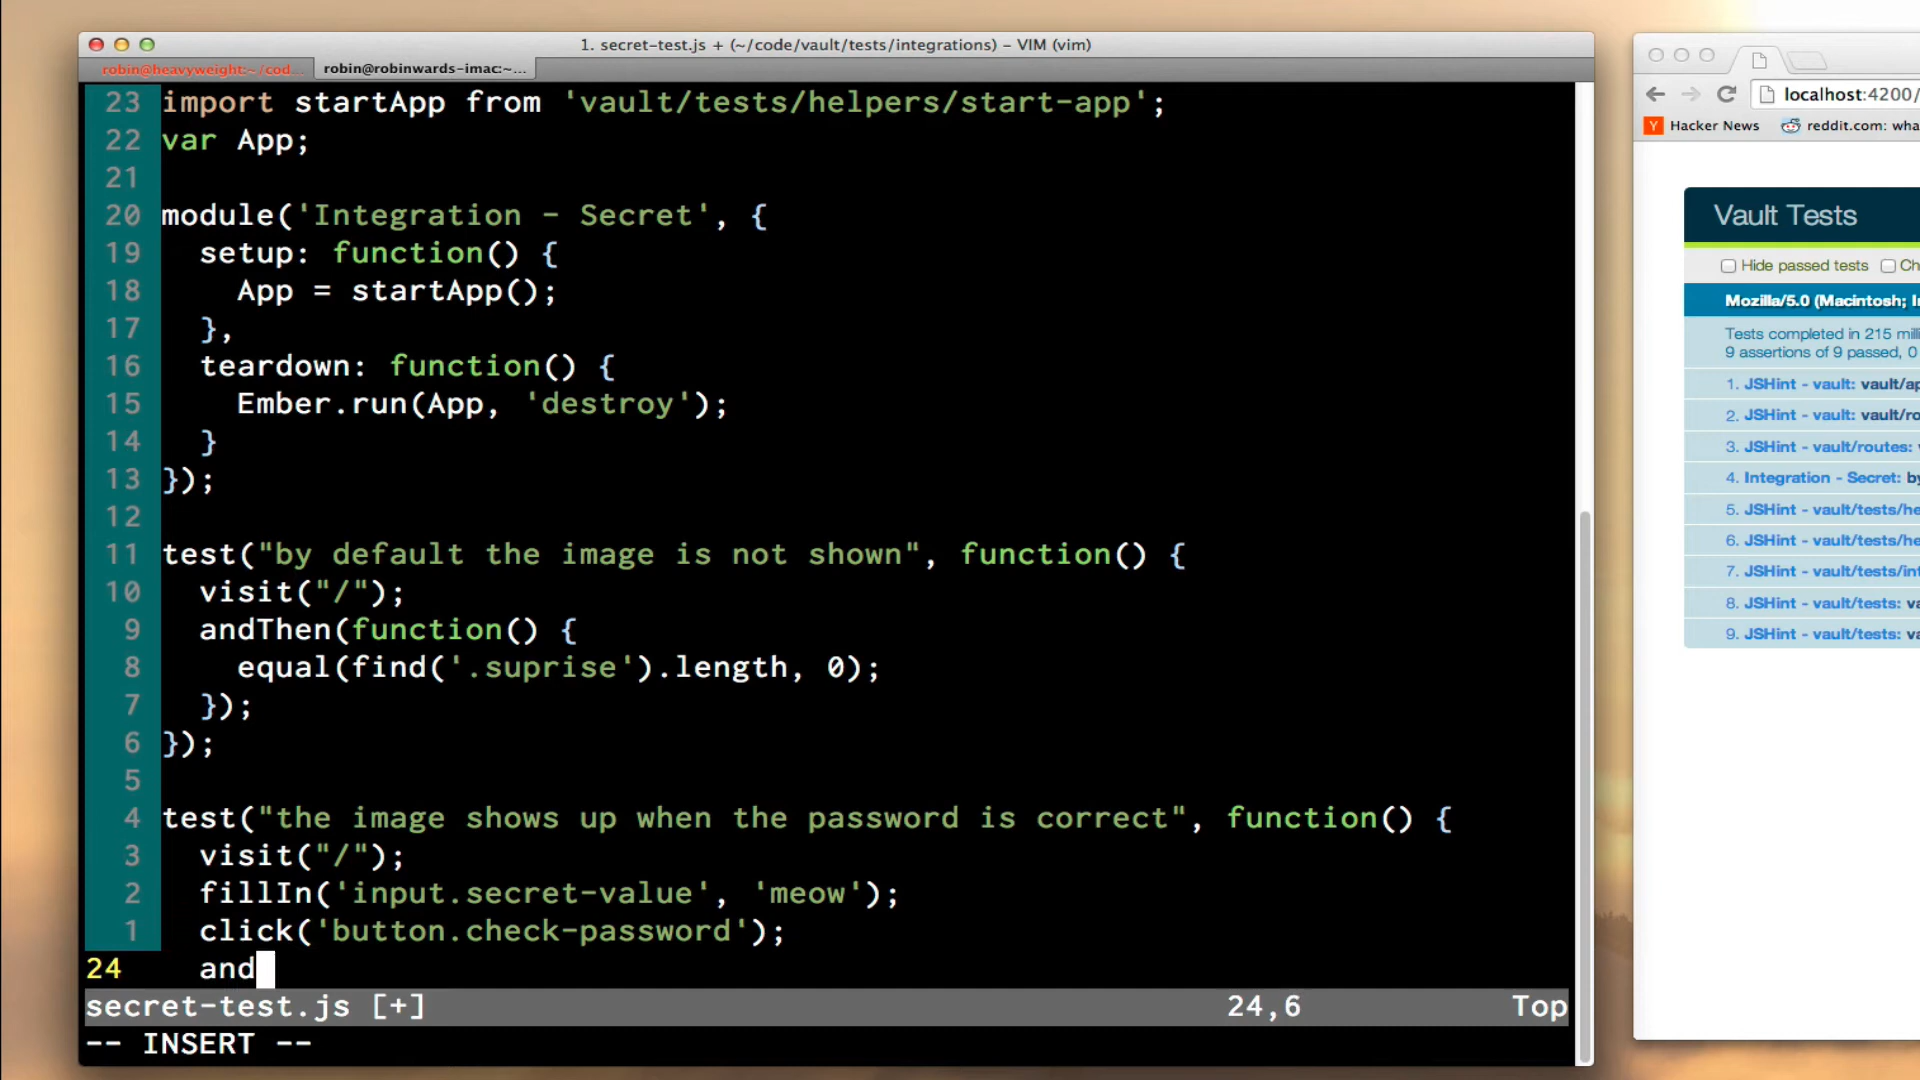 1. secret-test.js + (~/code/vault/tests/integrations) – VIM (vim)
robin@heavyweight:~/cod... robin@robinwards-imac:~...
23 import startApp from 'vault/tests/helpers/start-app';
22 var App;
21
20 module('Integration - Secret', {
19 setup: function() {
18 App = startApp();
17 },
16 teardown: function() {
15 Ember.run(App, 'destroy');
14 }
13 });
12
11 test("by default the image is not shown", function() {
10 visit("/");
9 andThen(function() {
8 equal(find('.suprise').length, 0);
7 });
6 });
5
4 test("the image shows up when the password is correct", function() {
3 visit("/");
2 fillIn('input.secret-value', 'meow');
1 click('button.check-password');
24 and
secret-test.js [+] 24,6 Top
-- INSERT --
localhost:4200/
Y Hacker News reddit.com: wha
Vault Tests
Hide passed tests Ch
Mozilla/5.0 (Macintosh; I
Tests completed in 215 milli
9 assertions of 9 passed, 0
1. JSHint - vault: vault/ap
2. JSHint - vault: vault/ro
3. JSHint - vault/routes:
4. Integration - Secret: by
5. JSHint - vault/tests/he
6. JSHint - vault/tests/he
7. JSHint - vault/tests/int
8. JSHint - vault/tests: va
9. JSHint - vault/tests: va